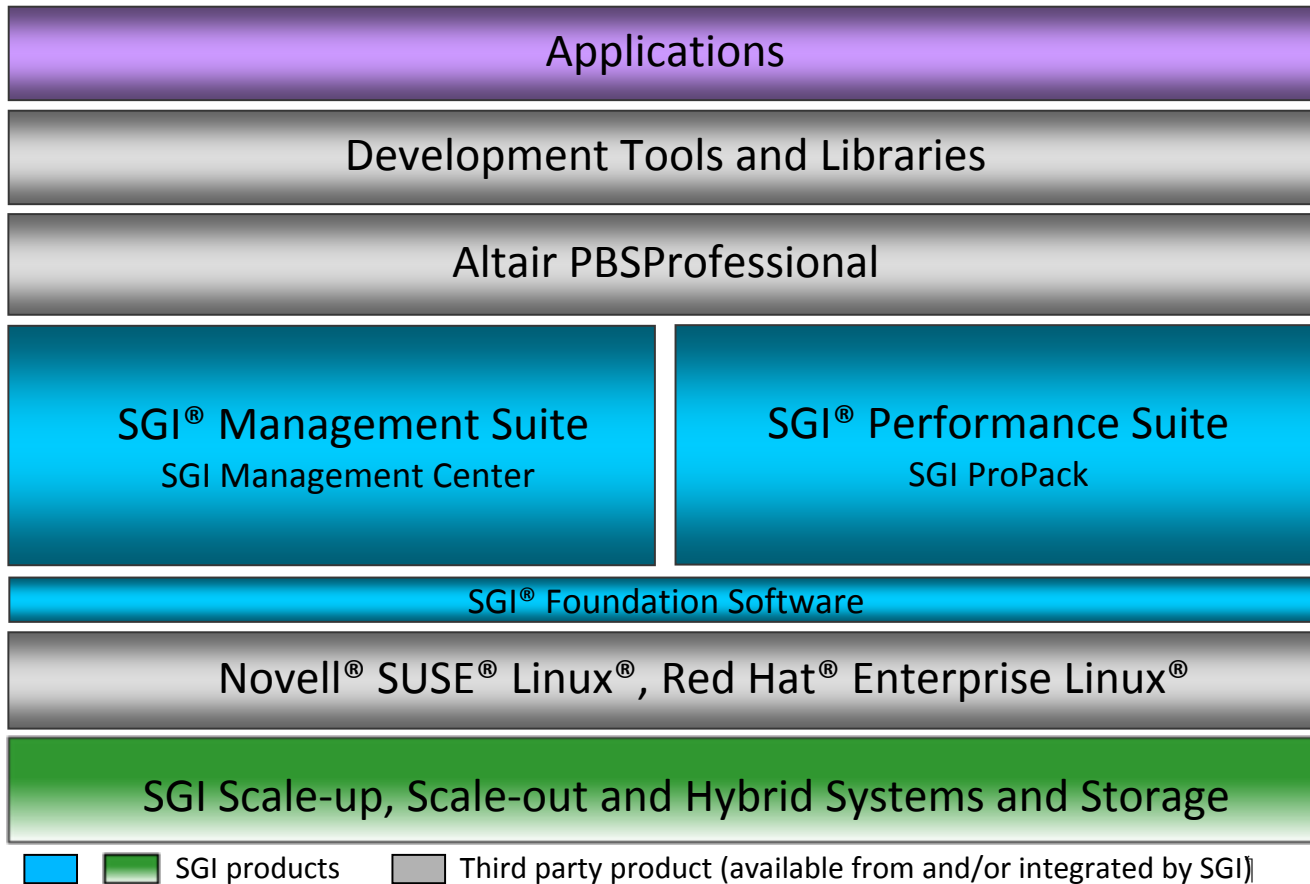 Applications
Development Tools and Libraries
Altair PBSProfessional
SGI® Management Suite
SGI Management Center
SGI® Performance Suite
SGI ProPack
SGI® Foundation Software
Novell® SUSE® Linux®, Red Hat® Enterprise Linux®
SGI Scale-up, Scale-out and Hybrid Systems and Storage
SGI products
Third party product (available from and/or integrated by SGI)